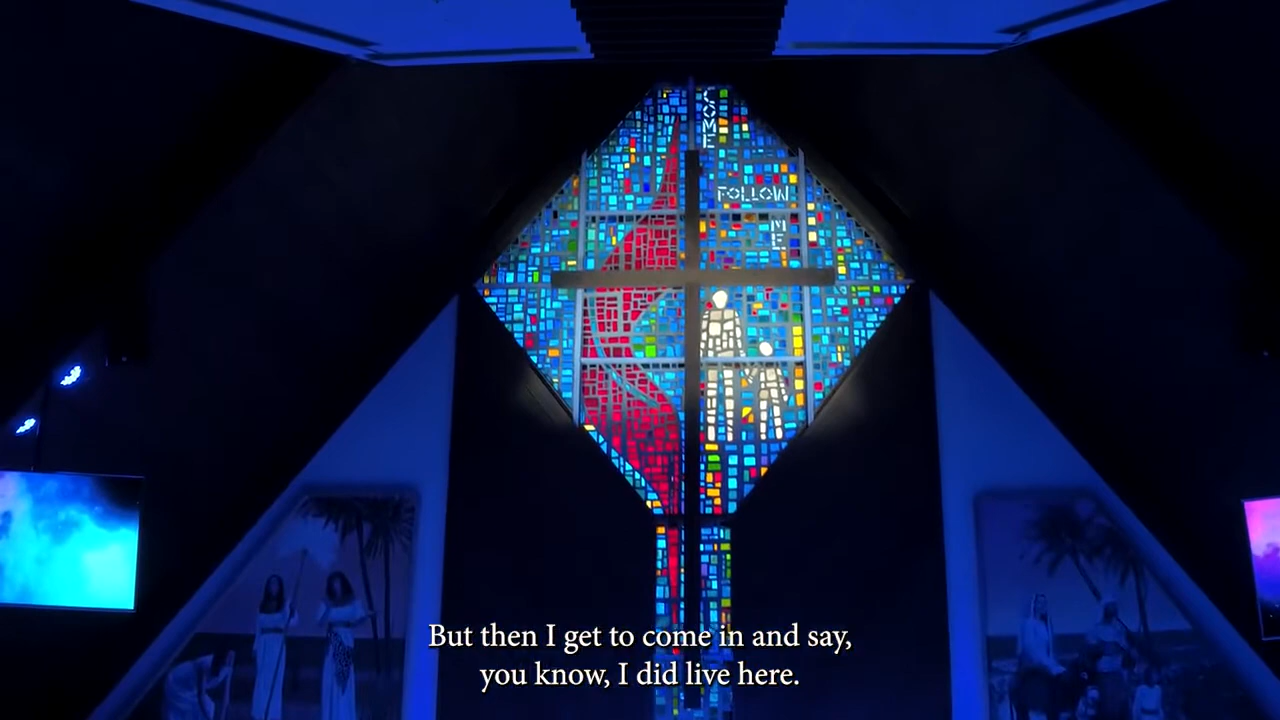 COME
FOLLOW
ME
But then I get to come in and say,
you know, I did live here.